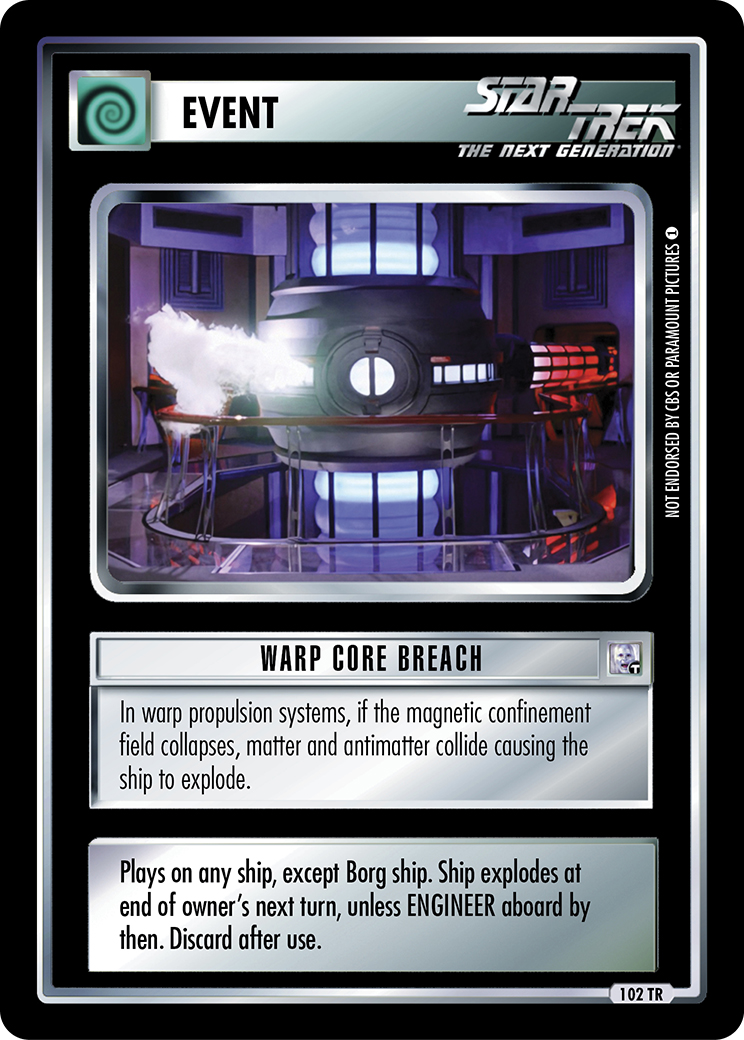 EVENT
STAR TREK
THE NEXT GENERATION
NOT ENDORSED BY CBS OR PARAMOUNT PICTURES 1
WARP CORE BREACH
T
In warp propulsion systems, if the magnetic confinement
field collapses, matter and antimatter collide causing the
ship to explode.
Plays on any ship, except Borg ship. Ship explodes at
end of owner's next turn, unless ENGINEER aboard by
then. Discard after use.
102 TR